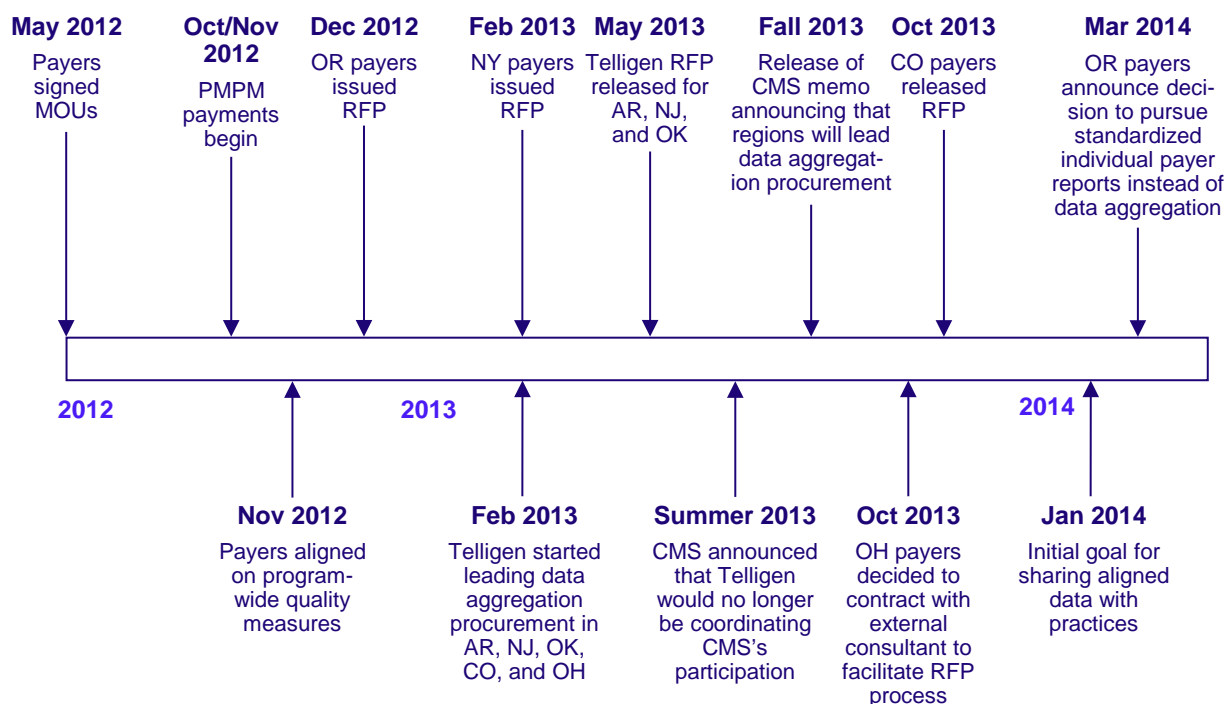 May 2012
Payers
signed
MOUs
Oct/Nov
2012
PMPM
payments
begin
Dec 2012
OR payers
issued
RFP
Feb 2013
NY payers
issued
RFP
May 2013
Telligen RFP
released for
AR, NJ,
and OK
Fall 2013
Release of
CMS memo
announcing that
regions will lead
data aggregat-
ion procurement
Oct 2013
CO payers
released
RFP
Mar 2014
OR payers
announce deci-
sion to pursue
standardized
individual payer
reports instead of
data aggregation
2012
2013
2014
Nov 2012
Payers aligned
on program-
wide quality
measures
Feb 2013
Telligen started
leading data
aggregation
procurement in
AR, NJ, OK,
CO, and OH
Summer 2013
CMS announced
that Telligen
would no longer
be coordinating
CMS's
participation
Oct 2013
OH payers
decided to
contract with
external
consultant to
facilitate RFP
process
Jan 2014
Initial goal for
sharing aligned
data with
practices